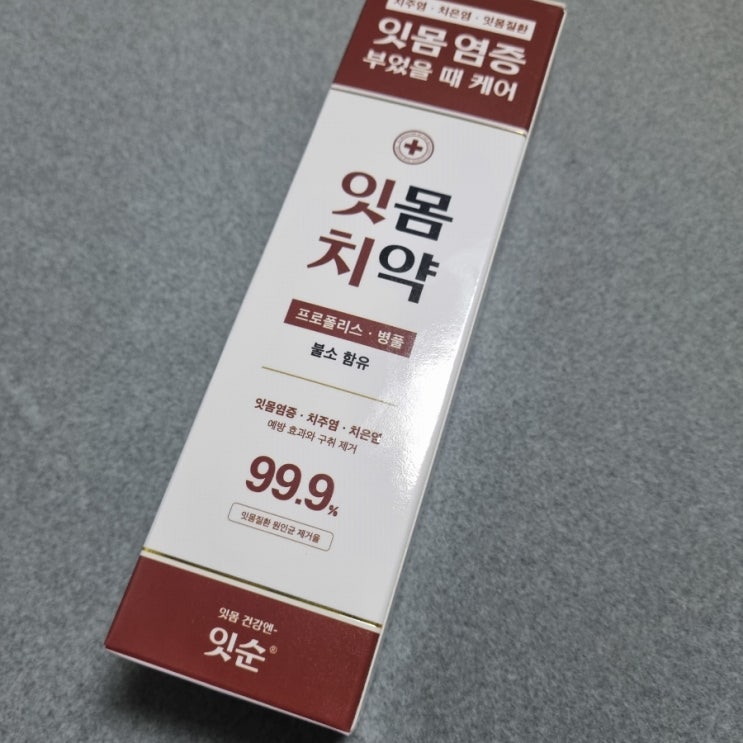 치주염 · 치은염 · 잇몸질환
잇몸 염증
부었을 때 케어
잇몸
치약
프로폴리스 · 병풀
불소 함유
잇몸염증 · 치주염 · 치은염
예방 효과와 구취 제거
99.9%
잇몸질환 원인균 제거율
잇몸 건강엔-
잇순®